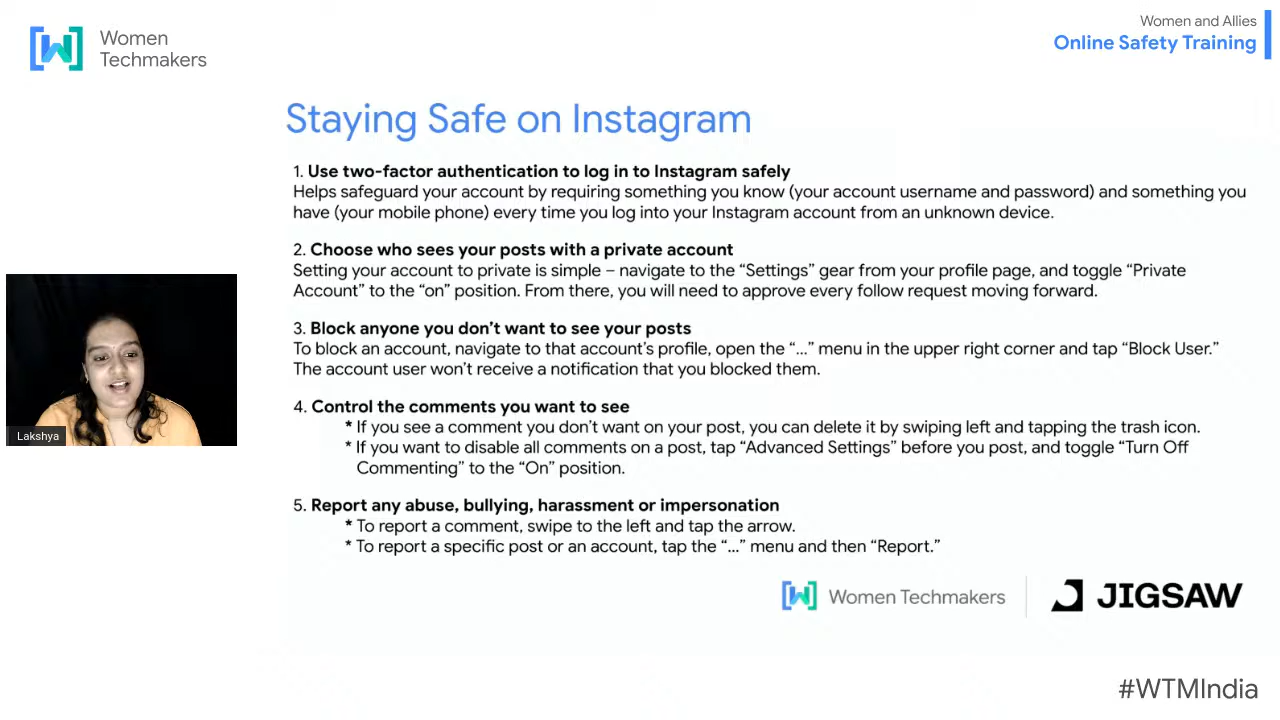 Women
Techmakers
Women and Allies
Online Safety Training
Staying Safe on Instagram
1. Use two-factor authentication to log in to Instagram safely
Helps safeguard your account by requiring something you know (your account username and password) and something you
have (your mobile phone) every time you log into your Instagram account from an unknown device.
2. Choose who sees your posts with a private account
Setting your account to private is simple – navigate to the “Settings” gear from your profile page, and toggle “Private
Account” to the “on” position. From there, you will need to approve every follow request moving forward.
3. Block anyone you don’t want to see your posts
To block an account, navigate to that account’s profile, open the “...” menu in the upper right corner and tap “Block User.”
The account user won’t receive a notification that you blocked them.
4. Control the comments you want to see
* If you see a comment you don’t want on your post, you can delete it by swiping left and tapping the trash icon.
* If you want to disable all comments on a post, tap “Advanced Settings” before you post, and toggle “Turn Off
Commenting” to the “On” position.
5. Report any abuse, bullying, harassment or impersonation
* To report a comment, swipe to the left and tap the arrow.
* To report a specific post or an account, tap the “...” menu and then “Report.”
Lakshya
Women Techmakers
JIGSAW
#WTMIndia